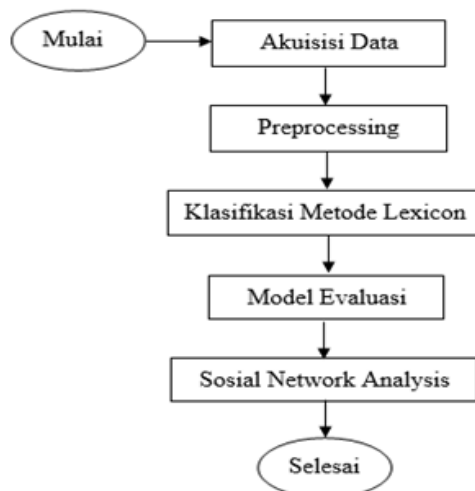 Mulai
Akuisisi Data
Preprocessing
Klasifikasi Metode Lexicon
Model Evaluasi
Sosial Network Analysis
Selesai